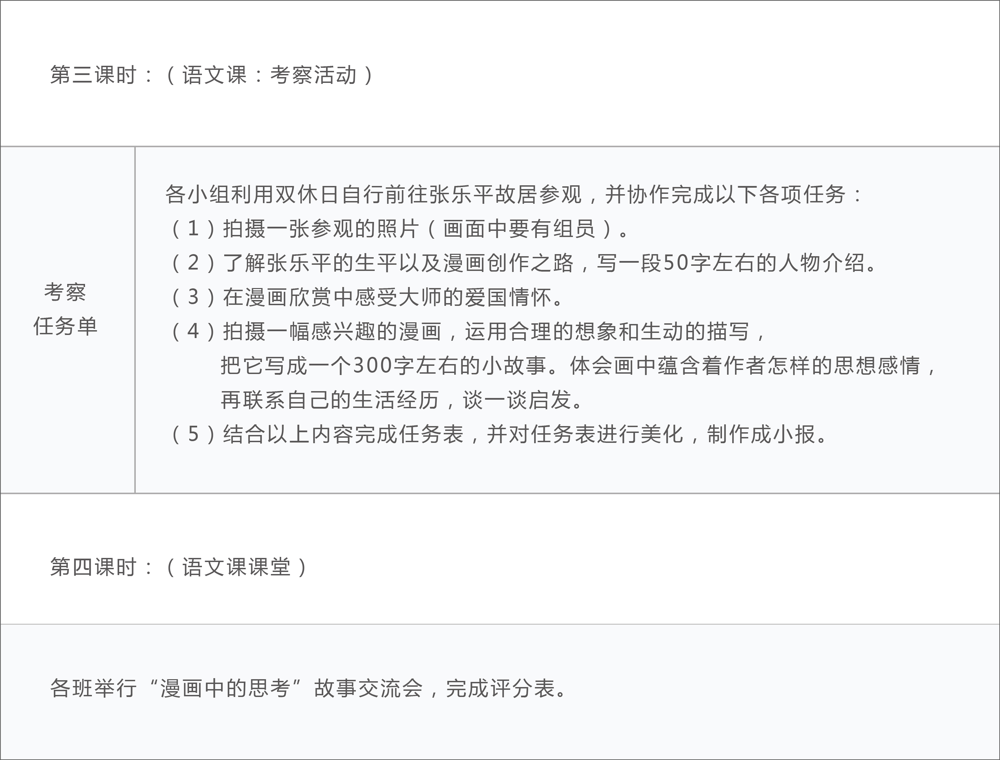 第三课时：（语文课：考察活动）
考察
任务单
各小组利用双休日自行前往张乐平故居参观，并协作完成以下各项任务：
（1）拍摄一张参观的照片（画面中要有组员）。
（2）了解张乐平的生平以及漫画创作之路，写一段50字左右的人物介绍。
（3）在漫画欣赏中感受大师的爱国情怀。
（4）拍摄一幅感兴趣的漫画，运用合理的想象和生动的描写，
把它写成一个300字左右的小故事。体会画中蕴含着作者怎样的思想感情，
再联系自己的生活经历，谈一谈启发。
（5）结合以上内容完成任务表，并对任务表进行美化，制作成小报。
第四课时：（语文课课堂）
各班举行“漫画中的思考”故事交流会，完成评分表。